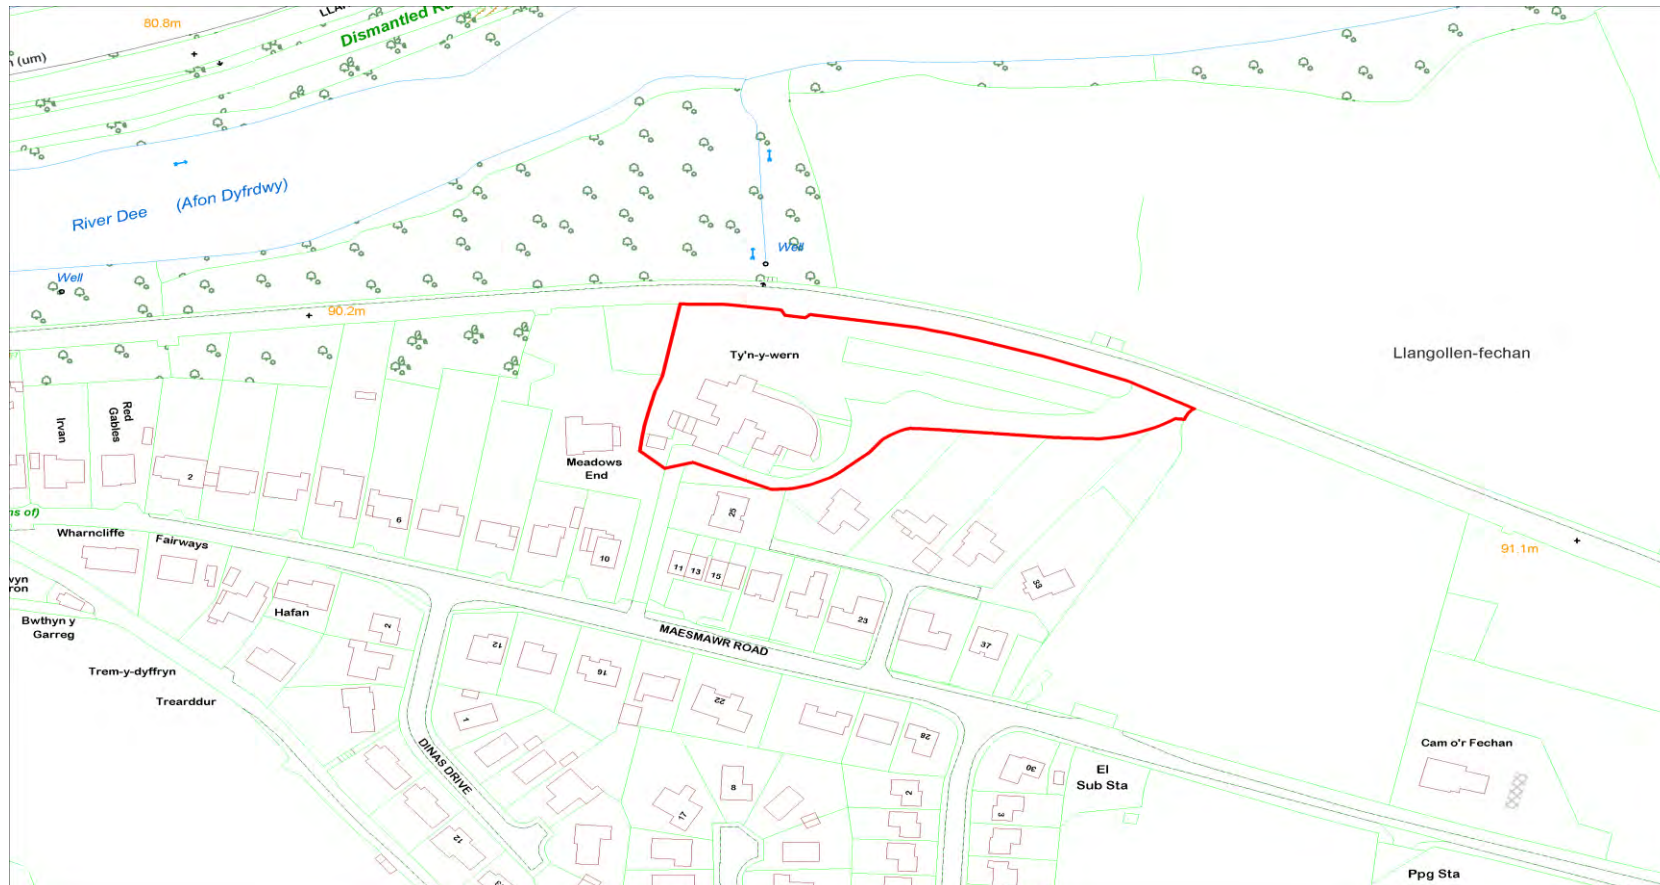 80.8m
Dismantled
(um)
River Dee (Afon Dyfrdwy)
Well
Well
90.2m
Ty'n-y-wern
Llangollen-fechan
Irvan
Red
Gables
Meadows
End
2
6
10
25
11
13
15
23
33
37
91.1m
Wharncliffe
Fairways
Hafan
2
Bwthyn y
Garreg
Trem-y-dyffryn
Trearddur
MAESMAWR ROAD
DINAS DRIVE
12
16
22
28
1
17
8
2
30
3
12
El
Sub Sta
Cam o'r Fechan
Ppg Sta